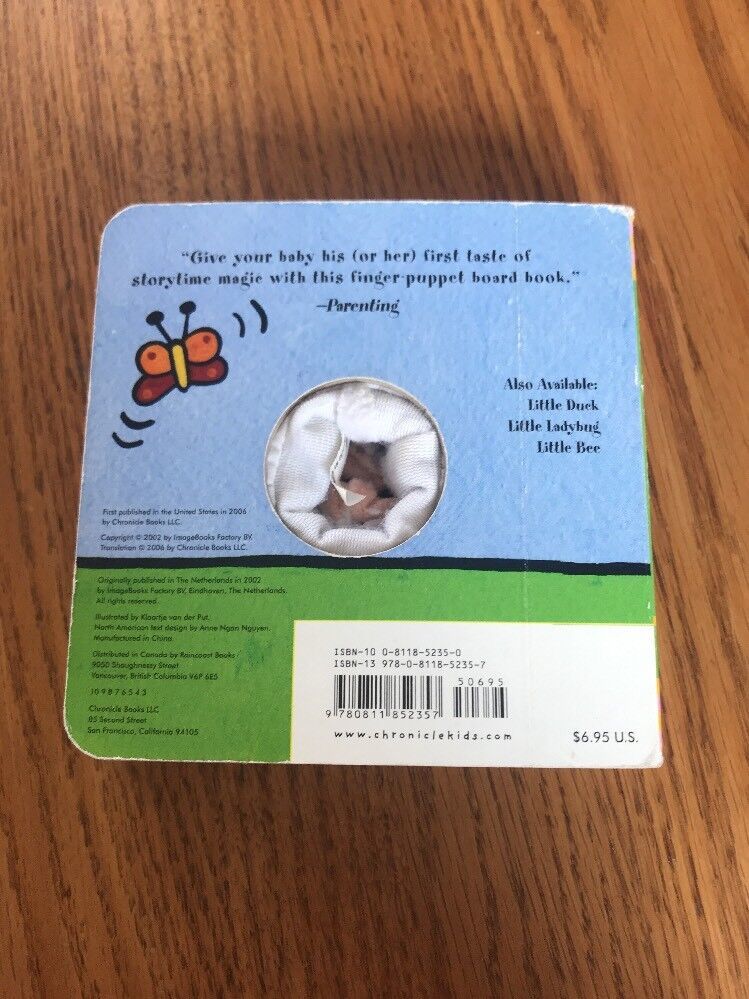 "Give your baby his (or her) first taste of
storytime magic with this finger-puppet board book."
—Parenting
Also Available:
Little Duck
Little Ladybug
Little Bee
First published in the United States in 2006
by Chronicle Books LLC.
Copyright © 2002 by ImageBooks Factory BV.
Translation © 2006 by Chronicle Books LLC.
Originally published in The Netherlands in 2002
by ImageBooks Factory BV, Eindhoven, The Netherlands.
All rights reserved.
Illustrated by Klaartje van der Put.
North American text design by Anne Ngan Nguyen.
Manufactured in China.
Distributed in Canada by Raincoast Books
9050 Shaughnessy Street
Vancouver, British Columbia V6P 6E5
10 9 8 7 6 5 4 3
Chronicle Books LLC
85 Second Street
San Francisco, California 94105
ISBN-10 0-8118-5235-0
ISBN-13 978-0-8118-5235-7
50695
9 780811 852357
www.chroniclekids.com
$6.95 U.S.